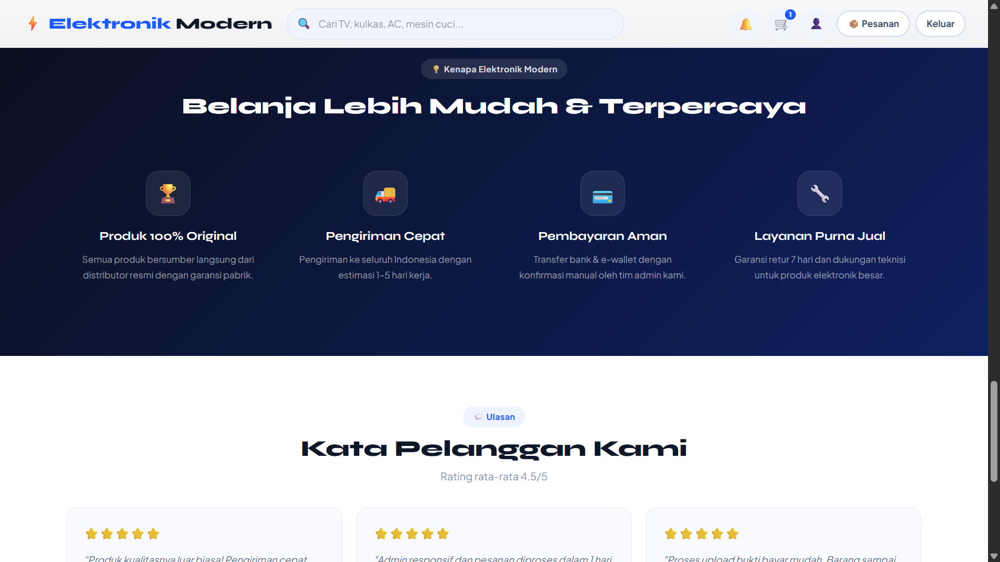 Elektronik Modern
Cari TV, kulkas, AC, mesin cuci...
1
Pesanan
Keluar
Kenapa Elektronik Modern
Belanja Lebih Mudah & Terpercaya
Produk 100% Original
Semua produk bersumber langsung dari
distributor resmi dengan garansi pabrik.
Pengiriman Cepat
Pengiriman ke seluruh Indonesia dengan
estimasi 1–5 hari kerja.
Pembayaran Aman
Transfer bank & e-wallet dengan
konfirmasi manual oleh tim admin kami.
Layanan Purna Jual
Garansi retur 7 hari dan dukungan teknisi
untuk produk elektronik besar.
Ulasan
Kata Pelanggan Kami
Rating rata-rata 4.5/5
"Produk kualitasnya luar biasa! Pengiriman cepat
"Admin responsif dan pesanan diproses dalam 1 hari
"Proses upload bukti bayar mudah. Barang sampai